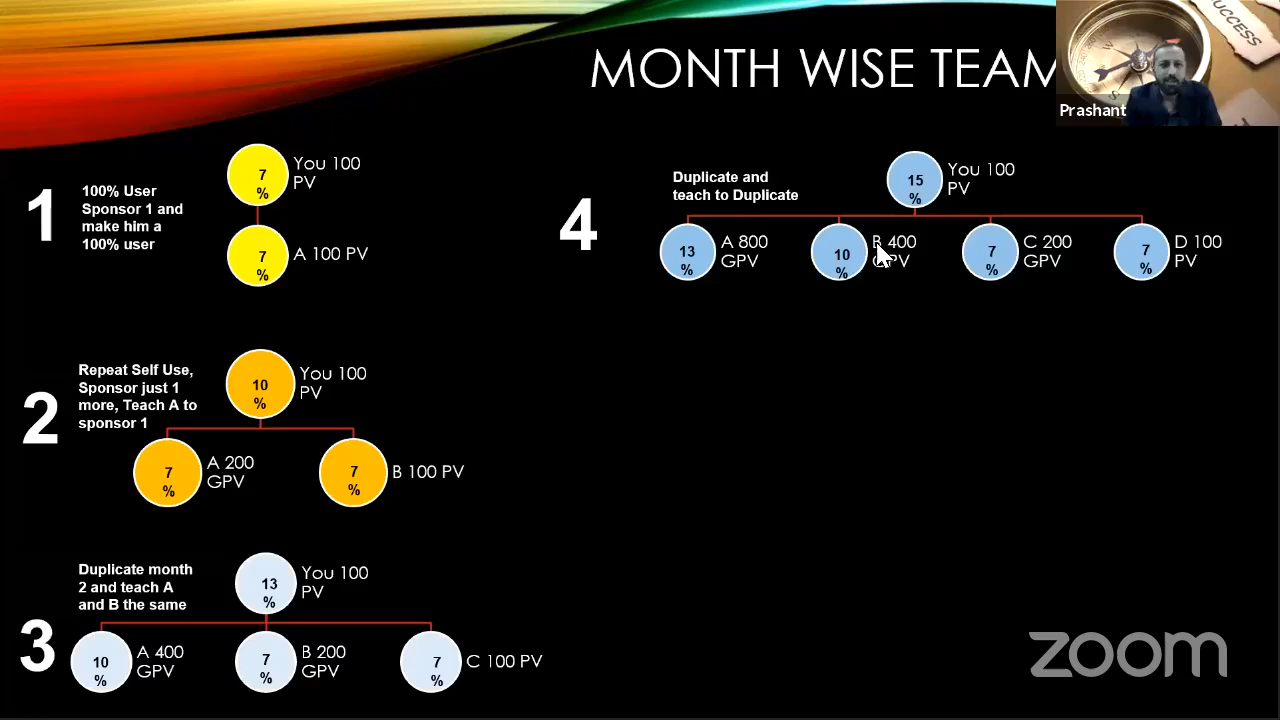 MONTH WISE TEAM
SUCCESS
Prashant
1
100% User
Sponsor 1 and
make him a
100% user
7
%
You 100
PV
7
%
A 100 PV
2
Repeat Self Use,
Sponsor just 1
more, Teach A to
sponsor 1
10
%
You 100
PV
7
%
A 200
GPV
7
%
B 100 PV
3
Duplicate month
2 and teach A
and B the same
13
%
You 100
PV
10
%
A 400
GPV
7
%
B 200
GPV
7
%
C 100 PV
4
Duplicate and
teach to Duplicate
15
%
You 100
PV
13
%
A 800
GPV
10
%
B 400
GPV
7
%
C 200
GPV
7
%
D 100
PV
zoom